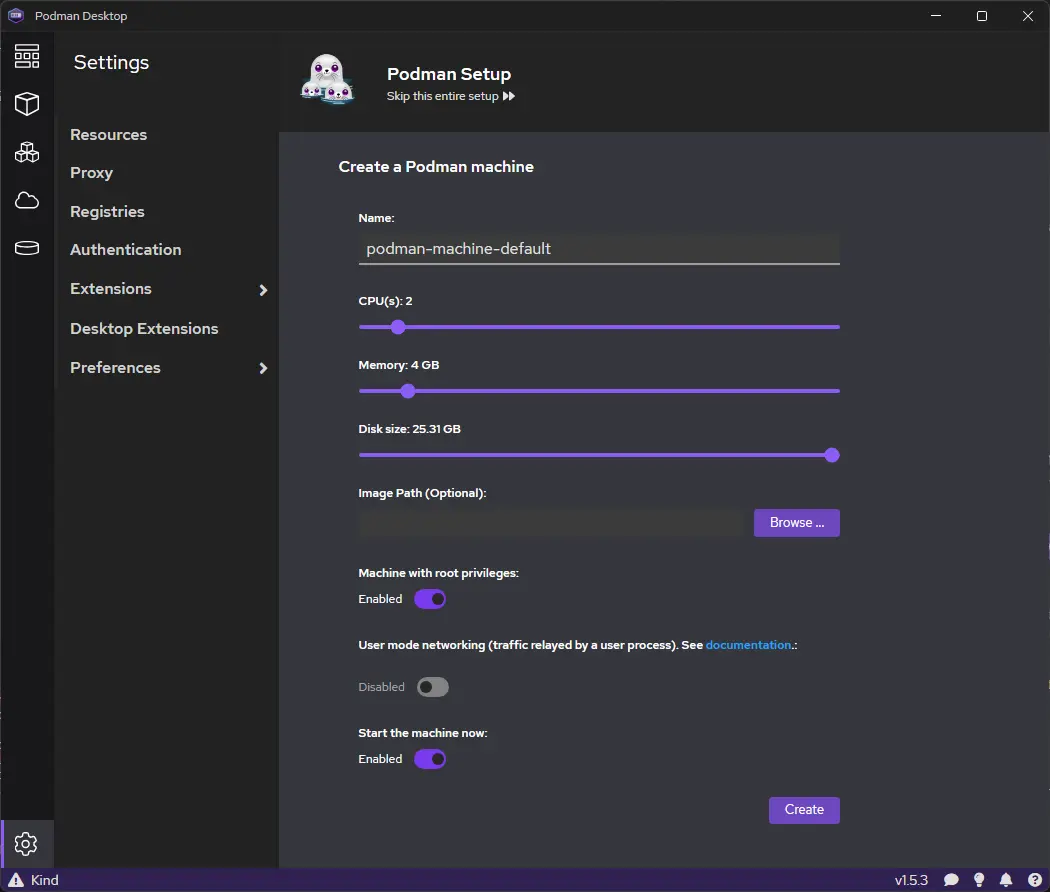 Podman Desktop
Settings
Resources
Proxy
Registries
Authentication
Extensions
Desktop Extensions
Preferences
Podman Setup
Skip this entire setup
Create a Podman machine
Name:
podman-machine-default
CPU(s): 2
Memory: 4 GB
Disk size: 25.31 GB
Image Path (Optional):
Browse ...
Machine with root privileges:
Enabled
User mode networking (traffic relayed by a user process). See documentation.:
Disabled
Start the machine now:
Enabled
Create
Kind
v1.5.3